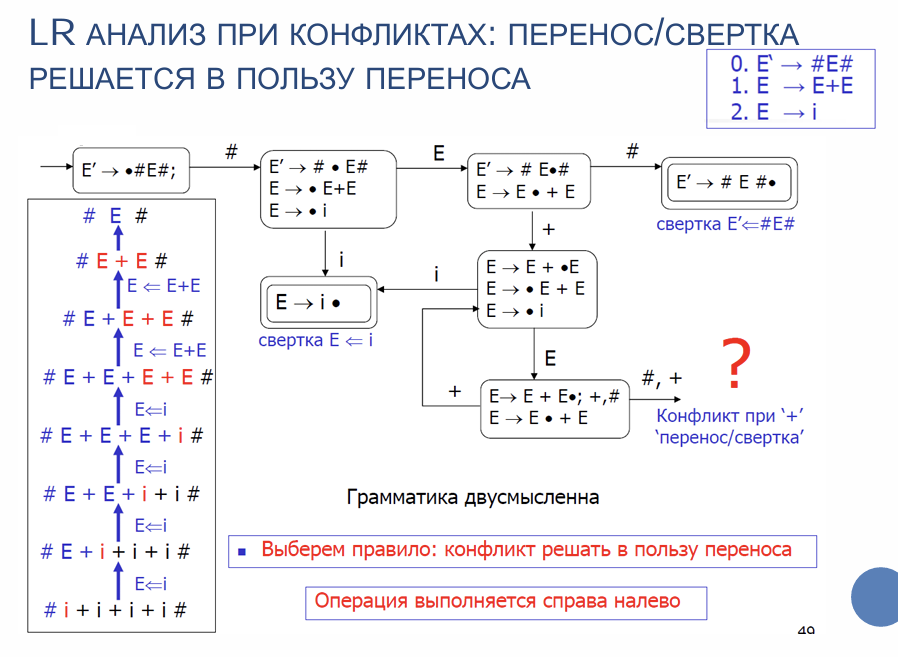 LR АНАЛИЗ ПРИ КОНФЛИКТАХ: ПЕРЕНОС/СВЕРТКА
РЕШАЕТСЯ В ПОЛЬЗУ ПЕРЕНОСА
0. E‘ → #E#
1. E → E+E
2. E → i
E’ → •#E#;
#
E’ → # • E#
E → • E+E
E → • i
E
E’ → # E•#
E → E • + E
#
E’ → # E #•
свертка E’⇐#E#
i
E → i •
свертка E ⇐ i
+
i
E → E + •E
E → • E + E
E → • i
E
+
E→ E + E•; +,#
E → E • + E
#, +
?
Конфликт при ‘+’
‘перенос/свертка’
# E #
# E + E #
E ⇐ E+E
# E + E + E #
E ⇐ E+E
# E + E + E + E #
E⇐i
# E + E + E + i #
E⇐i
# E + E + i + i #
E⇐i
# E + i + i + i #
E⇐i
# i + i + i + i #
Грамматика двусмысленна
▪ Выберем правило: конфликт решать в пользу переноса
Операция выполняется справа налево
49